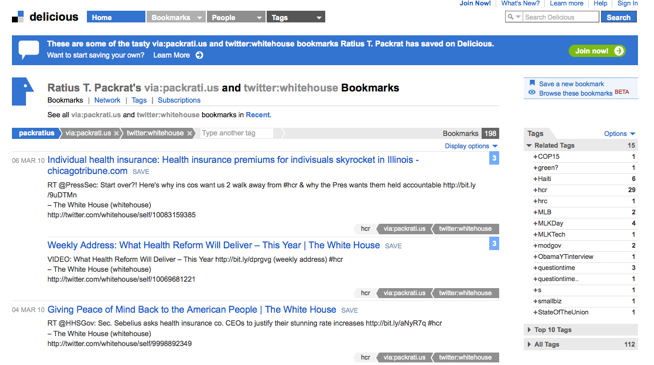 Join Now! What's New? Learn more Help Sign In
delicious Home Bookmarks People Tags Search Delicious Search
These are some of the tasty via:packrati.us and twitter:whitehouse bookmarks Ratius T. Packrat has saved on Delicious.
Want to start saving your own? Learn More
Join now!
Ratius T. Packrat's via:packrati.us and twitter:whitehouse Bookmarks
Bookmarks | Network | Tags | Subscriptions
See all via:packrati.us and twitter:whitehouse bookmarks in Recent.
Save a new bookmark
Browse these bookmarks BETA
packratius via:packrati.us twitter:whitehouse Type another tag Bookmarks 198
Display options
06 MAR 10 Individual health insurance: Health insurance premiums for indivisuals skyrocket in Illinois - 3
chicagotribune.com SAVE
RT @PressSec: Start over?! Here's why ins cos want us 2 walk away from #hcr & why the Pres wants them held accountable http://bit.ly
/9uDTMn
– The White House (whitehouse)
http://twitter.com/whitehouse/self/10083159385
hcr via:packrati.us twitter:whitehouse
Weekly Address: What Health Reform Will Deliver – This Year | The White House SAVE 3
VIDEO: What Health Reform Will Deliver – This Year http://bit.ly/dprgvg (weekly address) #hcr
– The White House (whitehouse)
http://twitter.com/whitehouse/self/10069681221
hcr via:packrati.us twitter:whitehouse
04 MAR 10 Giving Peace of Mind Back to the American People | The White House SAVE
RT @HHSGov: Sec. Sebelius asks health insurance co. CEOs to justify their stunning rate increases http://bit.ly/aNyR7q #hcr
– The White House (whitehouse)
http://twitter.com/whitehouse/self/9998892349
hcr via:packrati.us twitter:whitehouse
Tags Options
Related Tags 15
+COP15 1
+green? 1
+Haiti 6
+hcr 29
+hrc 1
+MLB 2
+MLKDay 4
+MLKTech 1
+modgov 2
+ObamaYTinterview 1
+questiontime 3
+questiontime.. 1
+s 1
+smallbiz 1
+StateOfTheUnion 1
Top 10 Tags
All Tags 112